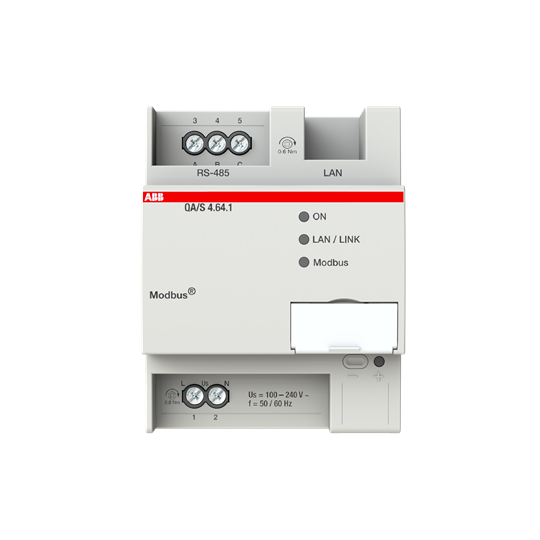 3 4 5
A B C
0.6 Nm
RS-485
LAN
ABB
QA/S 4.64.1
ON
LAN / LINK
Modbus
Modbus®
L Us N
0.6 Nm
Us = 100 – 240 V ~
f = 50 / 60 Hz
1 2
– +